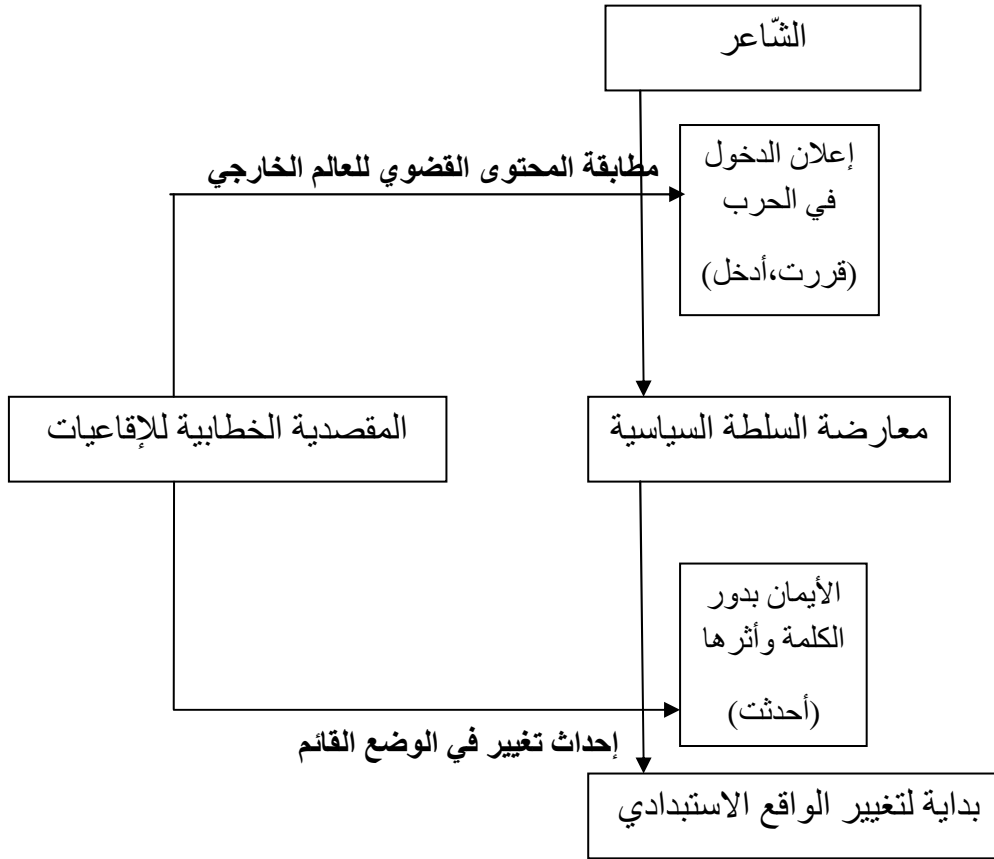 الشّاعر
إعلان الدخول
في الحرب
(قررت،أدخل)
مطابقة المحتوى القضوي للعالم الخارجي
معارضة السلطة السياسية
المقصدية الخطابية للإقاعيات
الأيمان بدور
الكلمة وأثرها
(أحدثت)
إحداث تغيير في الوضع القائم
بداية لتغيير الواقع الاستبدادي